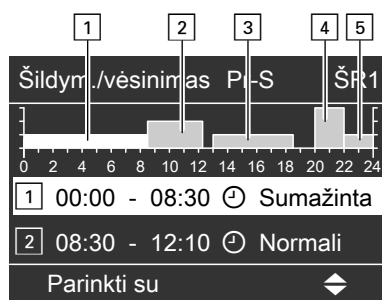 1 2 3 4 5
Šildym./vėsinimas Pr-S ŠR1
0 2 4 6 8 10 12 14 16 18 20 22 24
1 00:00 - 08:30 Sumažinta
2 08:30 - 12:10 Normali
Parinkti su